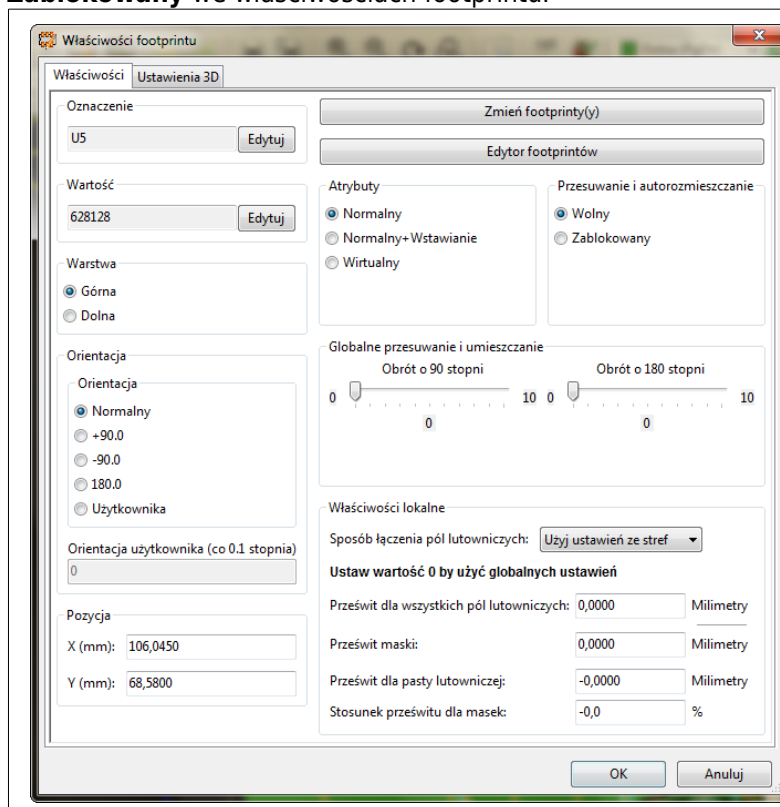 Zablokowany we właściwościach footprintu.
Właściwości footprintu
Właściwości
Ustawienia 3D
Oznaczenie
U5
Edytuj
Wartość
628128
Edytuj
Warstwa
Górna
Dolna
Orientacja
Orientacja
Normalny
+90.0
-90.0
180.0
Użytkownika
Orientacja użytkownika (co 0.1 stopnia)
0
Pozycja
X (mm): 106,0450
Y (mm): 68,5800
Zmień footprinty(y)
Edytor footprintów
Atrybuty
Normalny
Normalny+Wstawianie
Wirtualny
Przesuwanie i autorozmieszczanie
Wolny
Zablokowany
Globalne przesuwanie i umieszczanie
Obrót o 90 stopni
0 10
0
Obrót o 180 stopni
0 10
0
Właściwości lokalne
Sposób łączenia pól lutowniczych: Użyj ustawień ze stref
Ustaw wartość 0 by użyć globalnych ustawień
Prześwit dla wszystkich pól lutowniczych: 0,0000 Milimetry
Prześwit maski: 0,0000 Milimetry
Prześwit dla pasty lutowniczej: -0,0000 Milimetry
Stosunek prześwitu dla masek: -0,0 %
OK
Anuluj